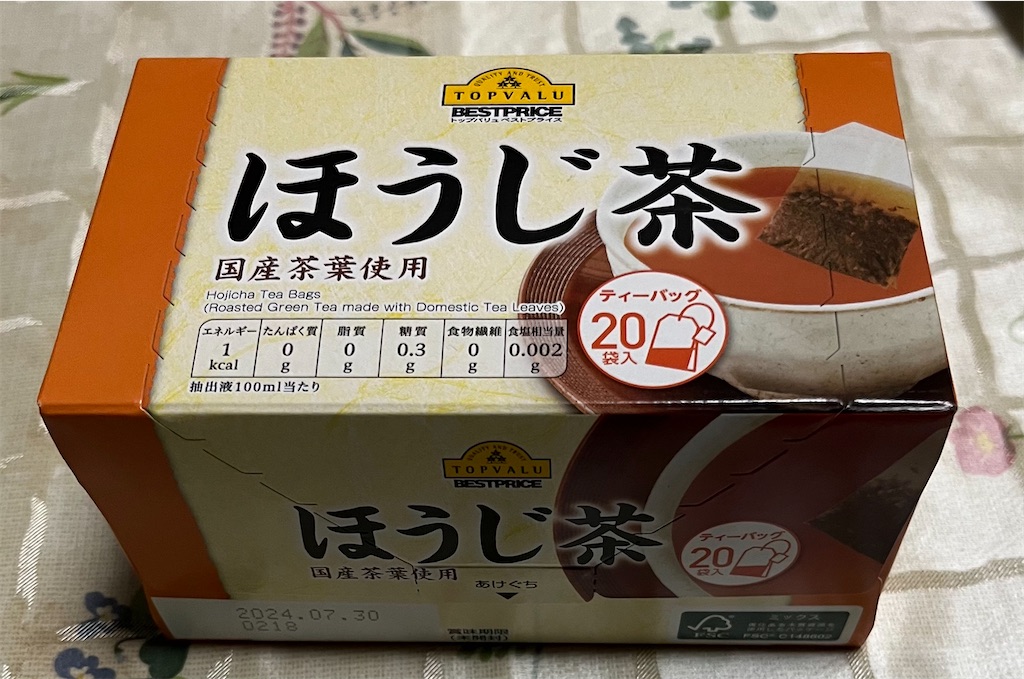 QUALITY AND TRUST
TOPVALU
BESTPRICE
トップバリュ ベストプライス
ほうじ茶
国産茶葉使用
Hojicha Tea Bags
(Roasted Green Tea made with Domestic Tea Leaves)
ティーバッグ
20
袋入
エネルギー たんぱく質 脂質 糖質 食物繊維 食塩相当量
1 0 0 0.3 0 0.002
kcal g g g g g
抽出液100ml当たり
QUALITY AND TRUST
TOPVALU
BESTPRICE
ほうじ茶
国産茶葉使用
ティーバッグ
20
袋入
あけぐち
2024.07.30
0218
賞味期限
(未開封)
FSC
ミックス
FSC® C148602